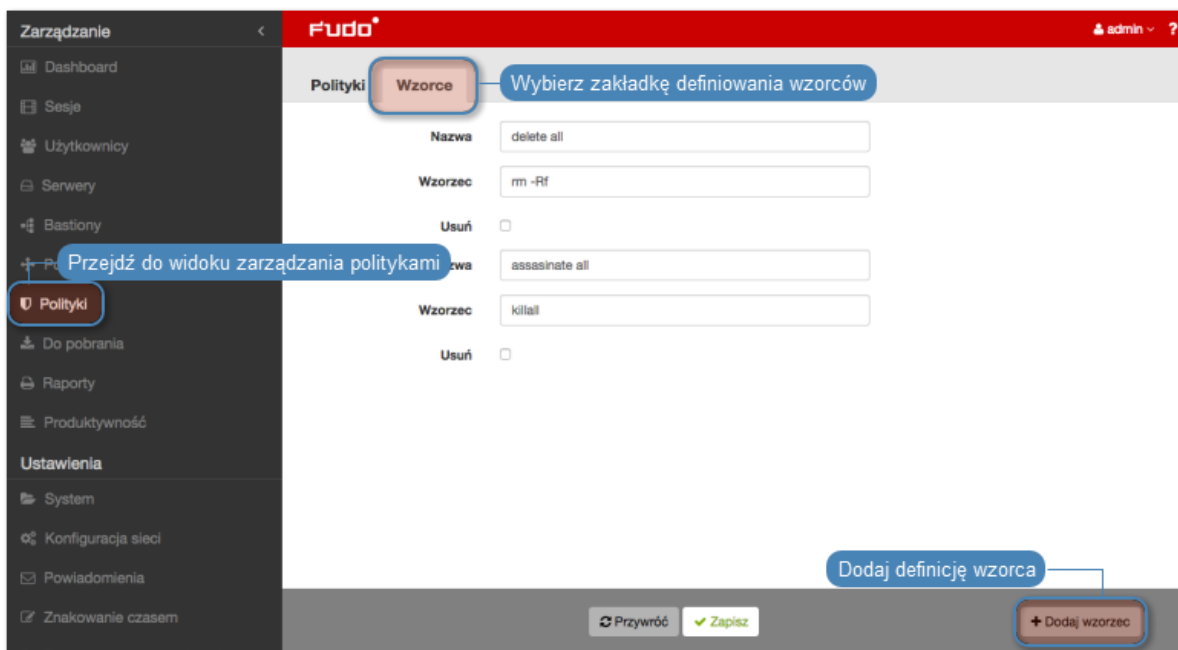 Zarządzanie
Dashboard
Sesje
Użytkownicy
Serwery
Bastiony
Przejdź do widoku zarządzania politykami
Polityki
Do pobrania
Raporty
Produktywność
Ustawienia
System
Konfiguracja sieci
Powiadomienia
Znakowanie czasem
FUDO
admin ?
Polityki Wzorce Wybierz zakładkę definiowania wzorców
Nazwa delete all
Wzorzec rm -Rf
Usuń
assasinate all
Wzorzec killall
Usuń
Dodaj definicję wzorca
Przywróć Zapisz + Dodaj wzorzec